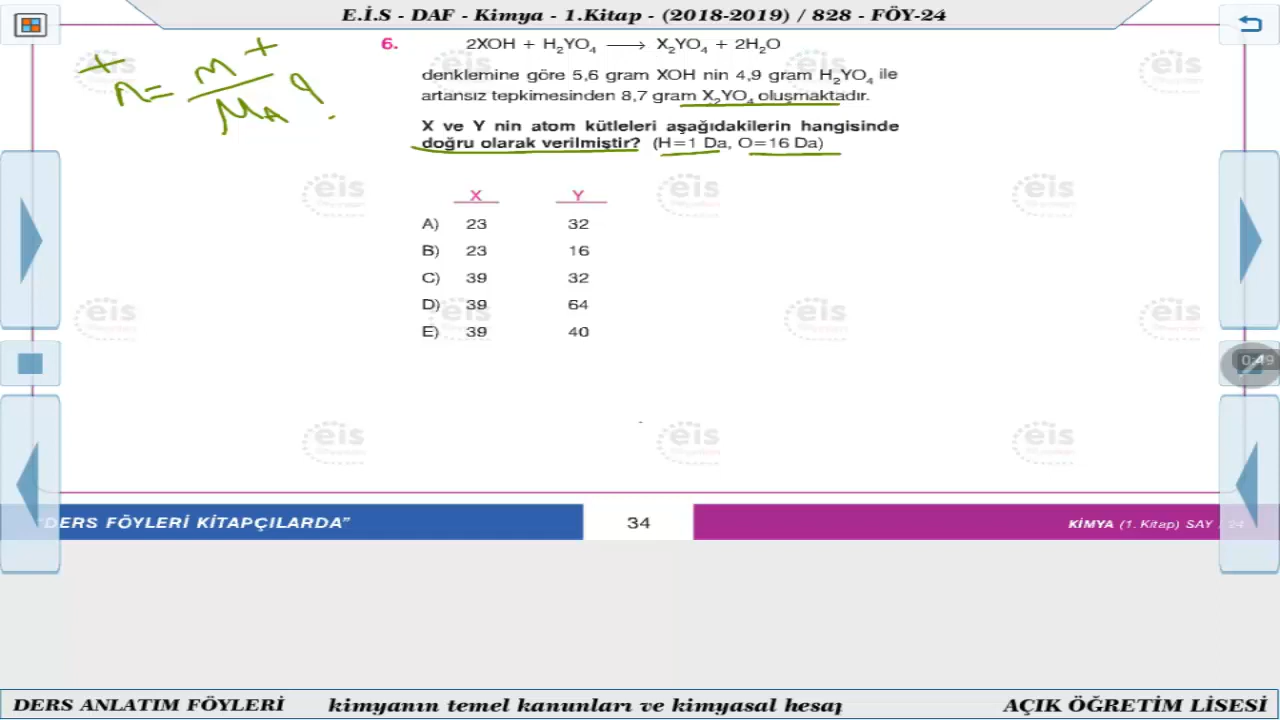 E.İ.S - DAF - Kimya - 1.Kitap - (2018-2019) / 828 - FÖY-24
n = m / MA ?
6. 2XOH + H₂YO₄ ⟶ X₂YO₄ + 2H₂O
denklemine göre 5,6 gram XOH nin 4,9 gram H₂YO₄ ile
artansız tepkimesinden 8,7 gram X₂YO₄ oluşmaktadır.
X ve Y nin atom kütleleri aşağıdakilerin hangisinde
doğru olarak verilmiştir? (H=1 Da, O=16 Da)
X Y
A) 23 32
B) 23 16
C) 39 32
D) 39 64
E) 39 40
0:49
eis
"DERS FÖYLERİ KİTAPÇILARDA"
34
KİMYA (1. Kitap) SAY 24
DERS ANLATIM FÖYLERİ
kimyanın temel kanunları ve kimyasal hesap
AÇIK ÖĞRETİM LİSESİ